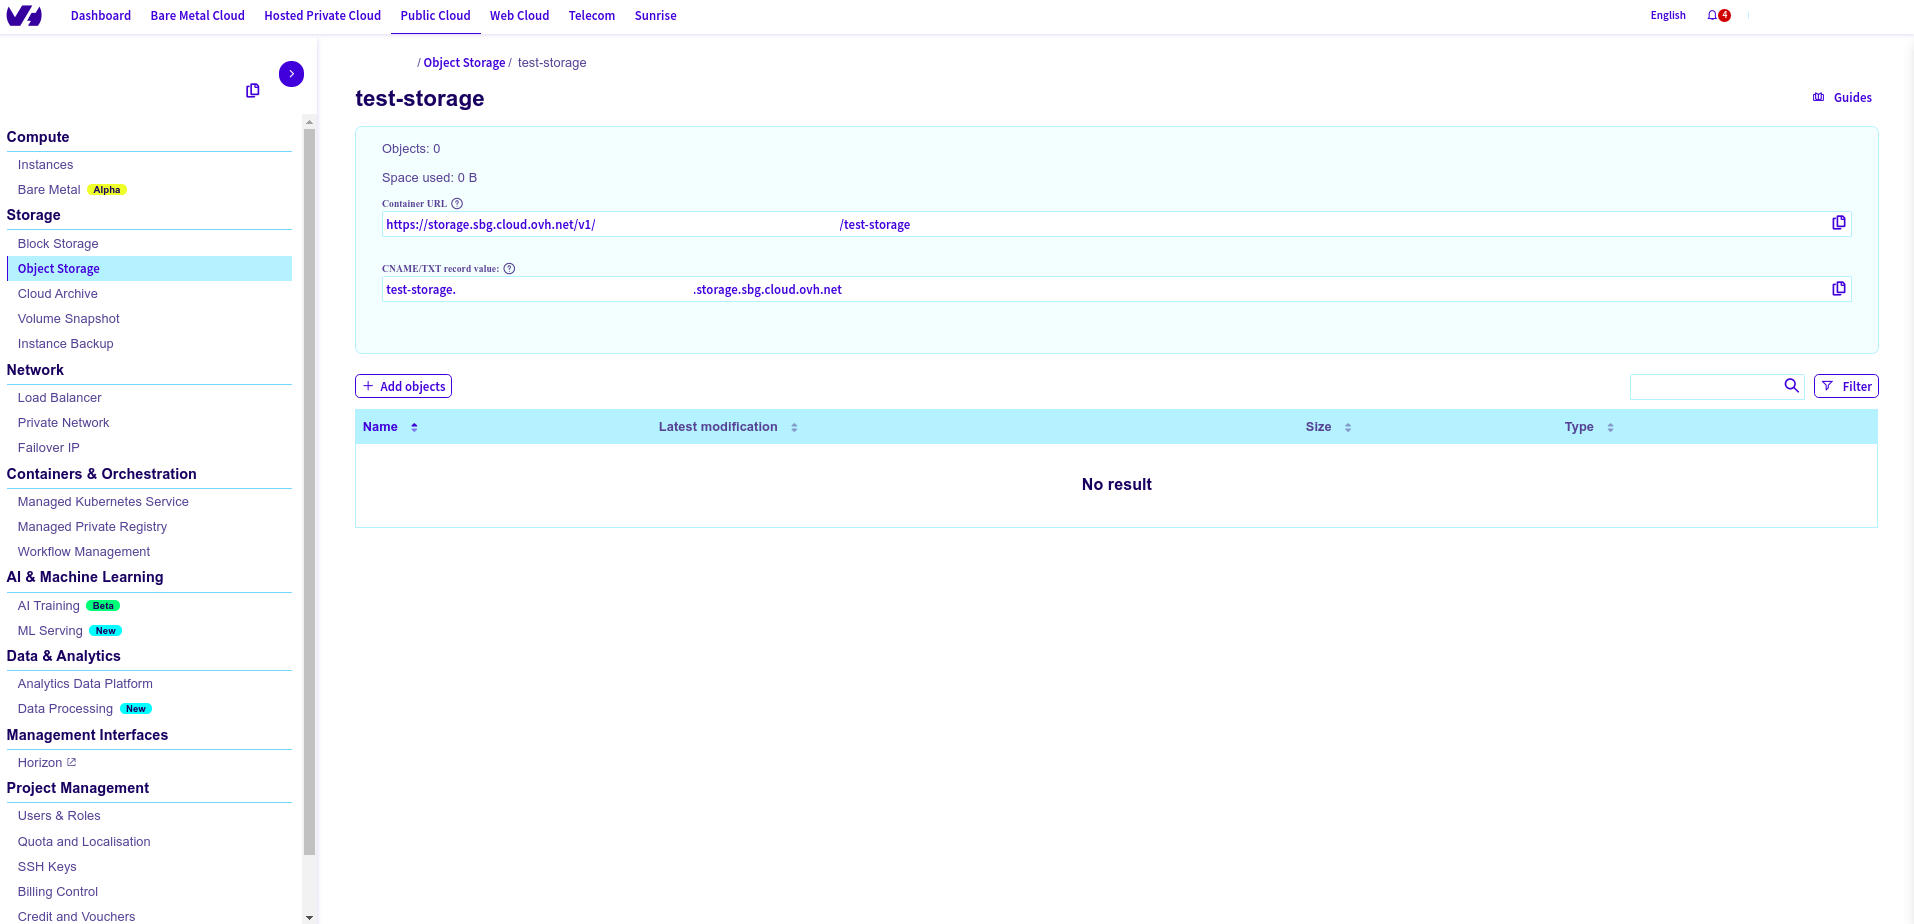 Dashboard Bare Metal Cloud Hosted Private Cloud Public Cloud Web Cloud Telecom Sunrise English 4
/ Object Storage / test-storage
test-storage
Guides
Compute
Instances
Bare Metal Alpha
Storage
Block Storage
Object Storage
Cloud Archive
Volume Snapshot
Instance Backup
Network
Load Balancer
Private Network
Failover IP
Containers & Orchestration
Managed Kubernetes Service
Managed Private Registry
Workflow Management
AI & Machine Learning
AI Training Beta
ML Serving New
Data & Analytics
Analytics Data Platform
Data Processing New
Management Interfaces
Horizon
Project Management
Users & Roles
Quota and Localisation
SSH Keys
Billing Control
Credit and Vouchers
Objects: 0
Space used: 0 B
Container URL ?
https://storage.sbg.cloud.ovh.net/v1/ /test-storage
CNAME/TXT record value: ?
test-storage. .storage.sbg.cloud.ovh.net
+ Add objects
Filter
Name Latest modification Size Type
No result